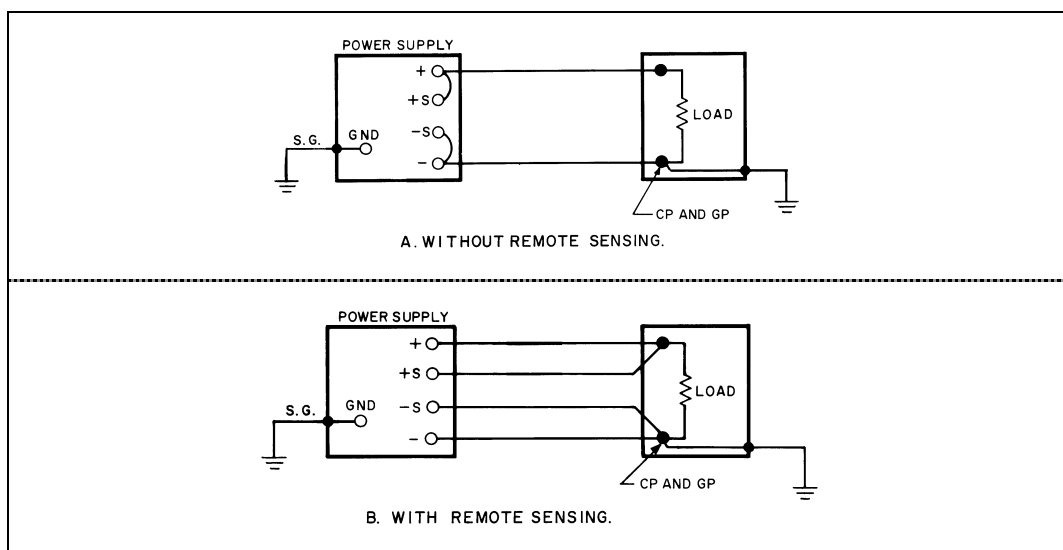 POWER SUPPLY
+
+S
-S
-
S.G.
GND
LOAD
CP AND GP
A. WITHOUT REMOTE SENSING.
POWER SUPPLY
+
+S
-S
-
S.G.
GND
LOAD
CP AND GP
B. WITH REMOTE SENSING.